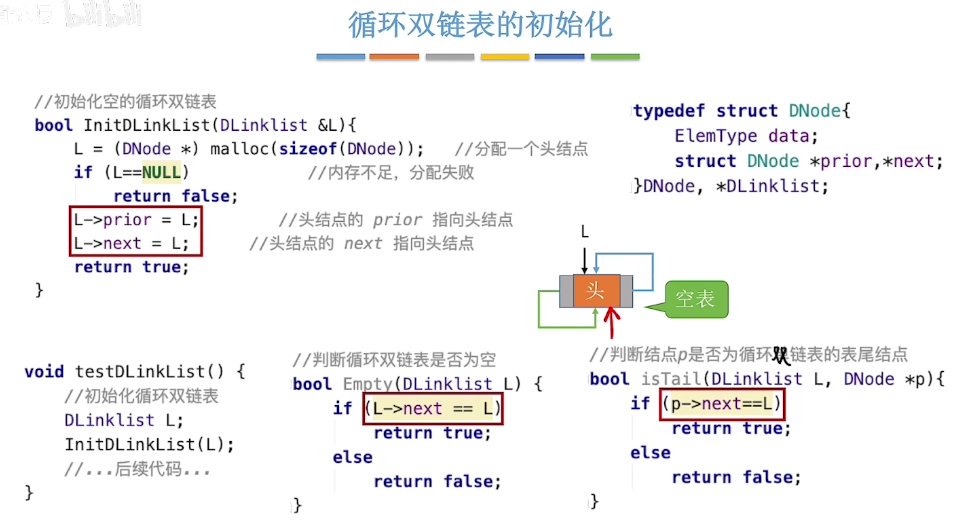 bilibili
循环双链表的初始化
//初始化空的循环双链表
bool InitDLinkList(DLinklist &L){
L = (DNode *) malloc(sizeof(DNode)); //分配一个头结点
if (L==NULL) //内存不足，分配失败
return false;
L->prior = L; //头结点的 prior 指向头结点
L->next = L; //头结点的 next 指向头结点
return true;
}
typedef struct DNode{
ElemType data;
struct DNode *prior,*next;
}DNode, *DLinklist;
L
头
空表
void testDLinkList() {
//初始化循环双链表
DLinklist L;
InitDLinkList(L);
//...后续代码...
}
//判断循环双链表是否为空
bool Empty(DLinklist L) {
if (L->next == L)
return true;
else
return false;
}
//判断结点p是否为循环双链表的表尾结点
bool isTail(DLinklist L, DNode *p){
if (p->next==L)
return true;
else
return false;
}